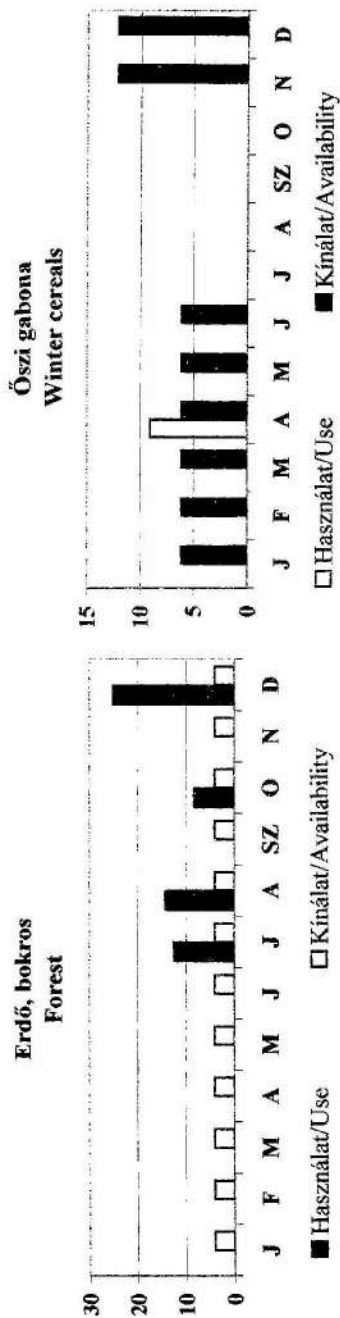 Erdő, bokros
Forest
30
20
10
0
J F M A M J J A SZ O N D
Használat/Use Kínálat/Availability
Őszi gabona
Winter cereals
15
10
5
0
J F M A M J J A SZ O N D
Használat/Use Kínálat/Availability